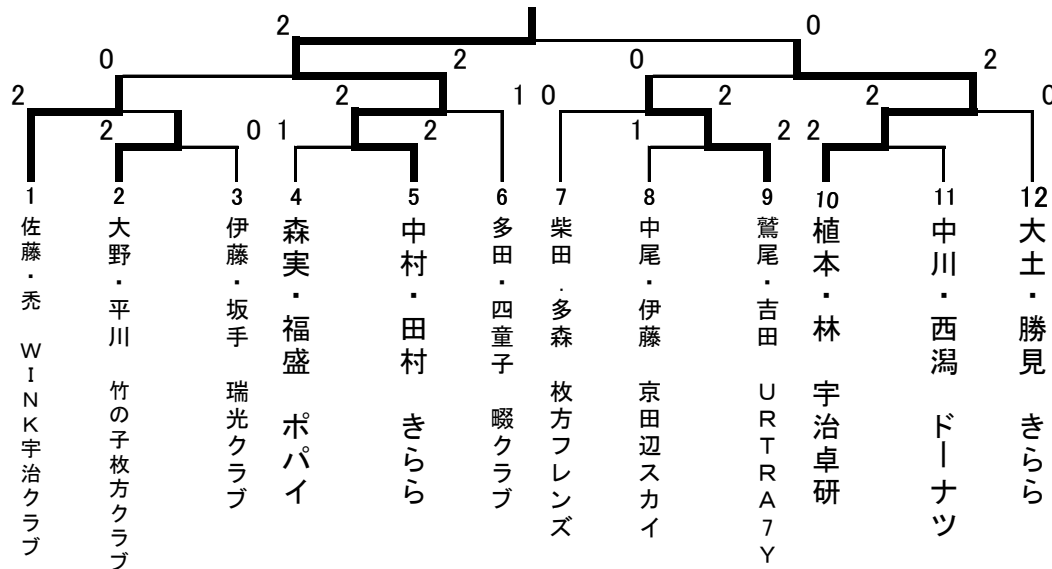 2 0
0 2 0 2
2 2 1 0 2 2 0
2 0 1 2 1 2 2
1 2 3 4 5 6 7 8 9 10 11 12
佐藤・禿 WINK宇治クラブ
大野・平川 竹の子枚方クラブ
伊藤・坂手 瑞光クラブ
森実・福盛 ポパイ
中村・田村 きらら
多田・四童子 畷クラブ
柴田.多森 枚方フレンズ
中尾・伊藤 京田辺スカイ
鷲尾・吉田 URTRA7Y
植本・林 宇治卓研
中川・西潟 ドーナツ
大土・勝見 きらら